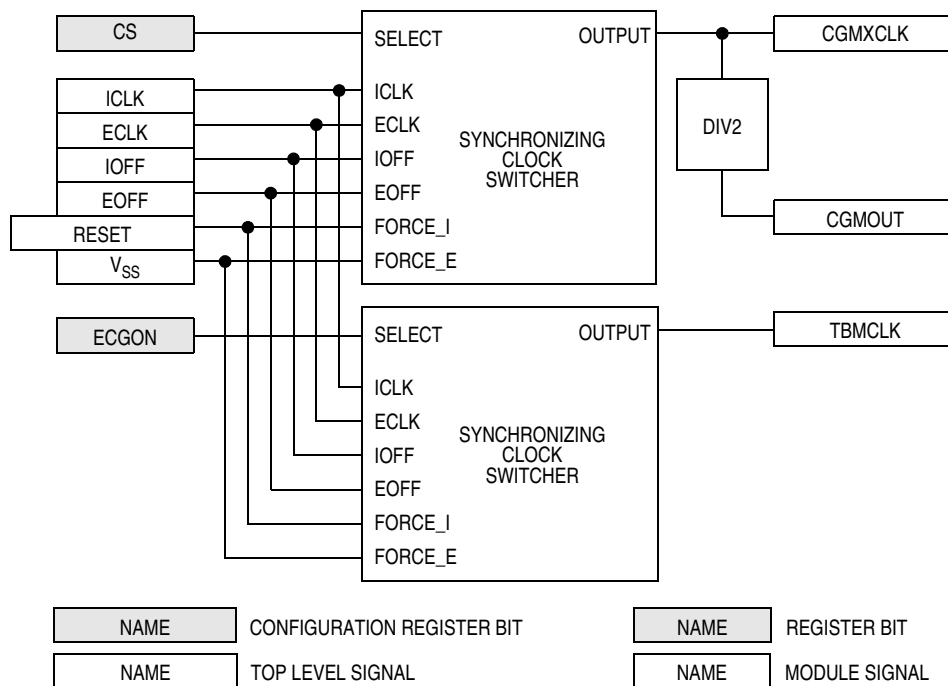 CS
SELECT
OUTPUT
CGMXCLK
ICLK
ICLK
ECLK
ECLK
IOFF
IOFF
EOFF
EOFF
RESET
FORCE_I
VSS
FORCE_E
SYNCHRONIZING
CLOCK
SWITCHER
DIV2
CGMOUT
ECGON
SELECT
OUTPUT
TBMCLK
ICLK
ECLK
IOFF
EOFF
FORCE_I
FORCE_E
SYNCHRONIZING
CLOCK
SWITCHER
NAME CONFIGURATION REGISTER BIT
NAME REGISTER BIT
NAME TOP LEVEL SIGNAL
NAME MODULE SIGNAL